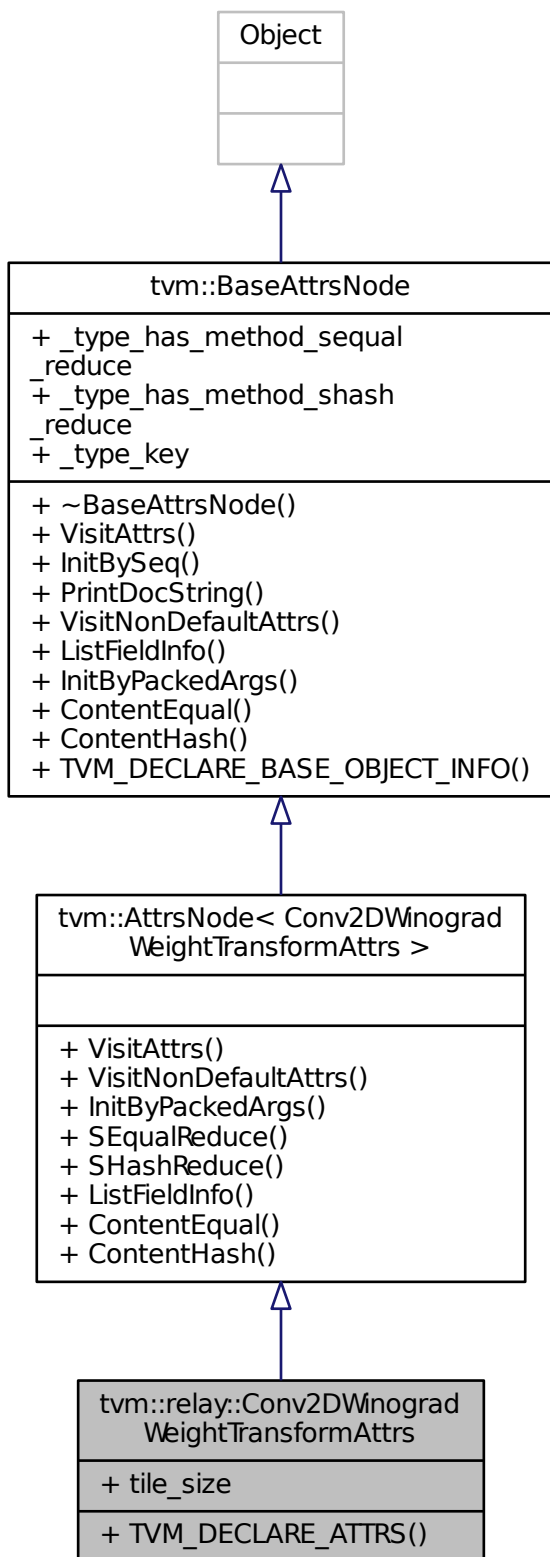 Object
tvm::BaseAttrsNode
+ _type_has_method_sequal
_reduce
+ _type_has_method_shash
_reduce
+ _type_key
+ ~BaseAttrsNode()
+ VisitAttrs()
+ InitBySeq()
+ PrintDocString()
+ VisitNonDefaultAttrs()
+ ListFieldInfo()
+ InitByPackedArgs()
+ ContentEqual()
+ ContentHash()
+ TVM_DECLARE_BASE_OBJECT_INFO()
tvm::AttrsNode< Conv2DWinograd
WeightTransformAttrs >
+ VisitAttrs()
+ VisitNonDefaultAttrs()
+ InitByPackedArgs()
+ SEqualReduce()
+ SHashReduce()
+ ListFieldInfo()
+ ContentEqual()
+ ContentHash()
tvm::relay::Conv2DWinograd
WeightTransformAttrs
+ tile_size
+ TVM_DECLARE_ATTRS()